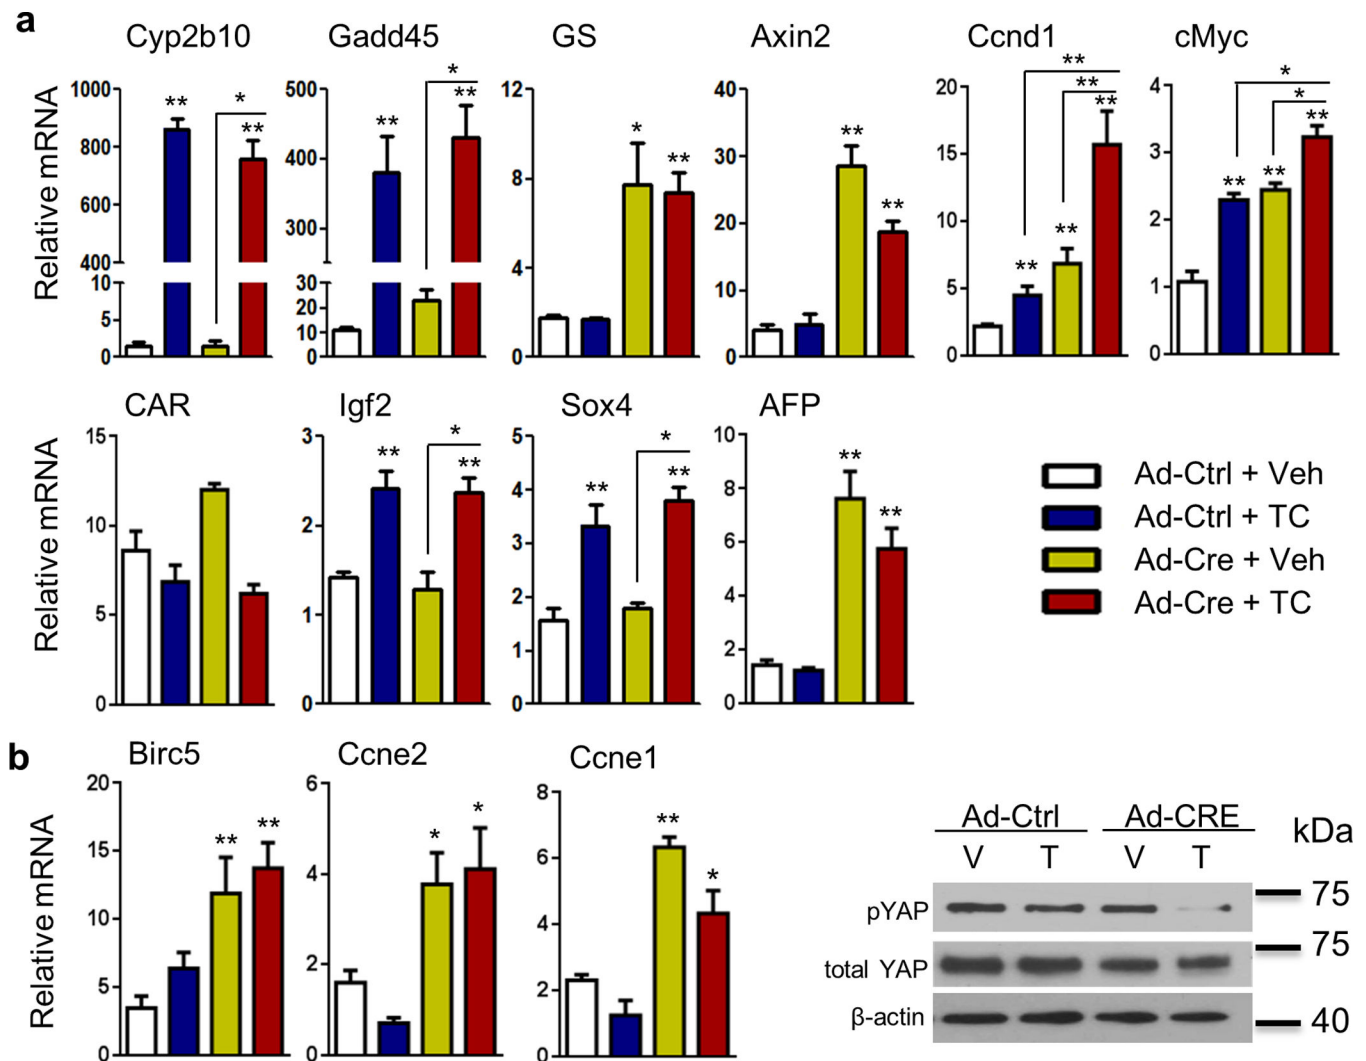 a
Cyp2b10 Gadd45 GS Axin2 Ccnd1 cMyc
Relative mRNA
1000 800 600 400 10 5 0
** * **
500 400 300 30 20 10 0
** * **
12 8 4 0
* **
40 30 20 10 0
** **
20 15 10 5 0
** ** ** ** **
4 3 2 1 0
* * ** ** **
CAR Igf2 Sox4 AFP
Relative mRNA
15 10 5 0
3 2 1 0
** * **
5 4 3 2 1 0
** * **
10 8 6 4 2 0
** **
Ad-Ctrl + Veh
Ad-Ctrl + TC
Ad-Cre + Veh
Ad-Cre + TC
b
Birc5 Ccne2 Ccne1
Relative mRNA
20 15 10 5 0
** **
6 4 2 0
* *
8 6 4 2 0
** *
Ad-Ctrl Ad-CRE kDa
V T V T
pYAP 75
total YAP 75
β-actin 40